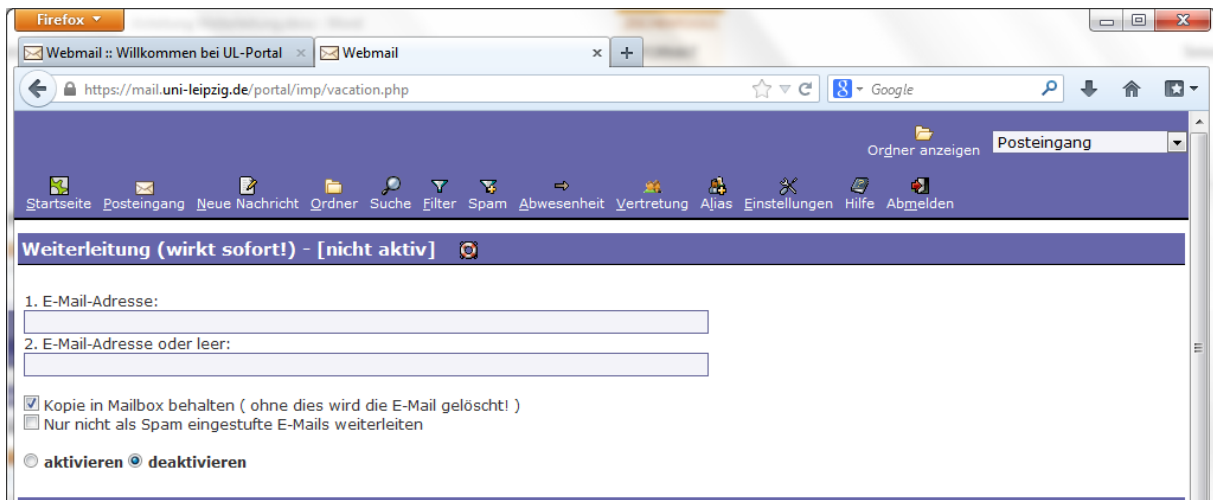 Firefox
Webmail :: Willkommen bei UL-Portal
Webmail
https://mail.uni-leipzig.de/portal/imp/vacation.php
Google
Ordner anzeigen
Posteingang
Startseite Posteingang Neue Nachricht Ordner Suche Filter Spam Abwesenheit Vertretung Alias Einstellungen Hilfe Abmelden
Weiterleitung (wirkt sofort!) - [nicht aktiv]
1. E-Mail-Adresse:
2. E-Mail-Adresse oder leer:
Kopie in Mailbox behalten ( ohne dies wird die E-Mail gelöscht! )
Nur nicht als Spam eingestufte E-Mails weiterleiten
aktivieren deaktivieren